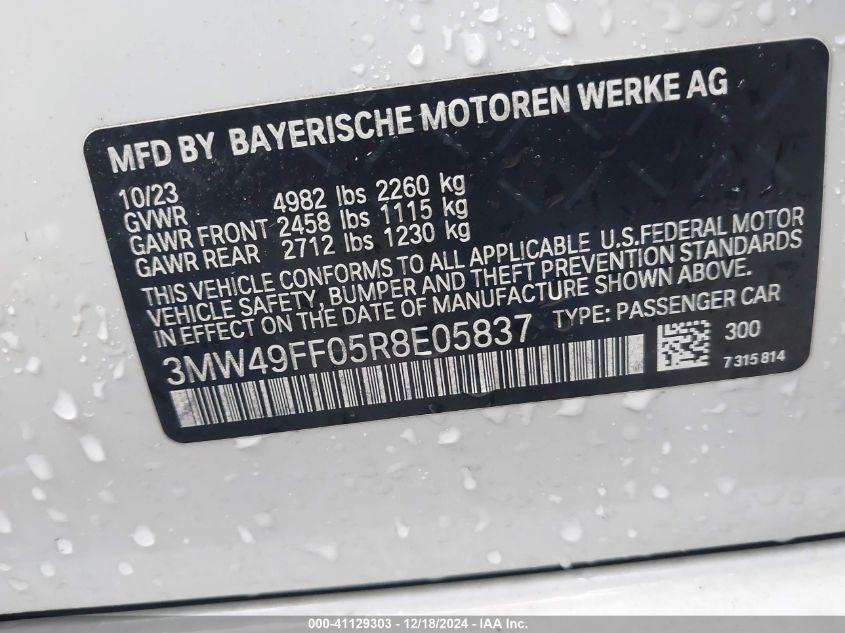 MFD BY BAYERISCHE MOTOREN WERKE AG
10/23
GVWR 4982 lbs 2260 kg
GAWR FRONT 2458 lbs 1115 kg
GAWR REAR 2712 lbs 1230 kg
THIS VEHICLE CONFORMS TO ALL APPLICABLE U.S.FEDERAL MOTOR
VEHICLE SAFETY, BUMPER AND THEFT PREVENTION STANDARDS
IN EFFECT ON THE DATE OF MANUFACTURE SHOWN ABOVE.
3MW49FF05R8E05837 TYPE: PASSENGER CAR
300
7315814
000-41129303 - 12/18/2024 - IAA Inc.